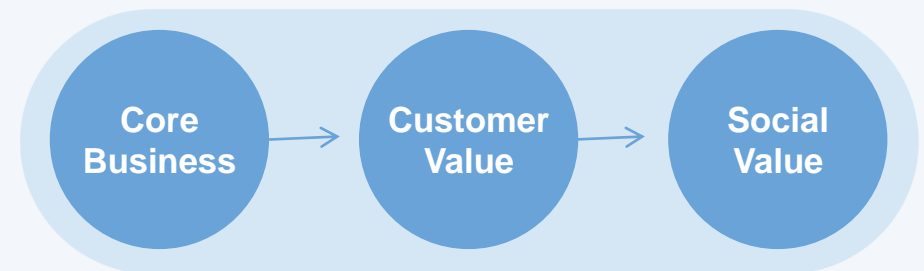 Core
Business
Customer
Value
Social
Value